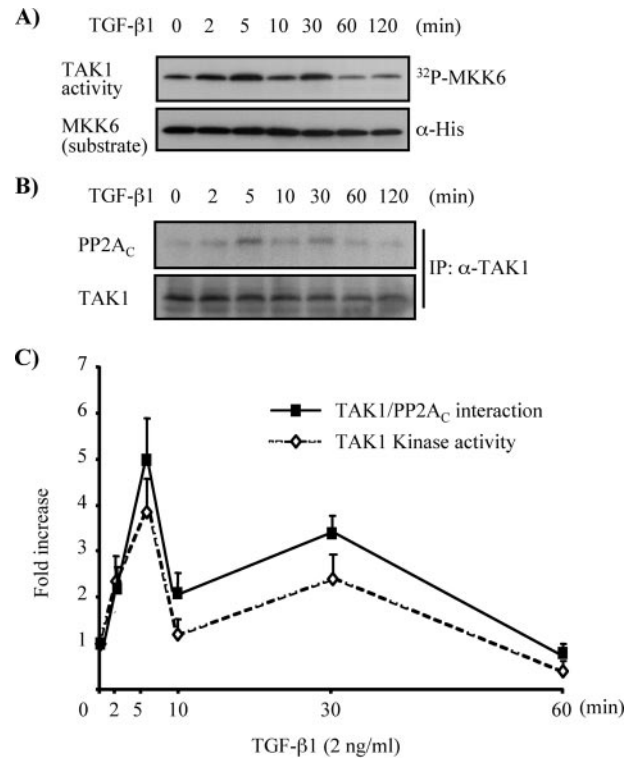 A)
TGF-β1 0 2 5 10 30 60 120 (min)
TAK1 activity
³²P-MKK6
MKK6 (substrate)
α-His
B)
TGF-β1 0 2 5 10 30 60 120 (min)
PP2A_C
TAK1
IP: α-TAK1
C)
7
6
5
4
3
2
1
Fold increase
TAK1/PP2A_C interaction
TAK1 Kinase activity
0 2 5 10 30 60 (min)
TGF-β1 (2 ng/ml)